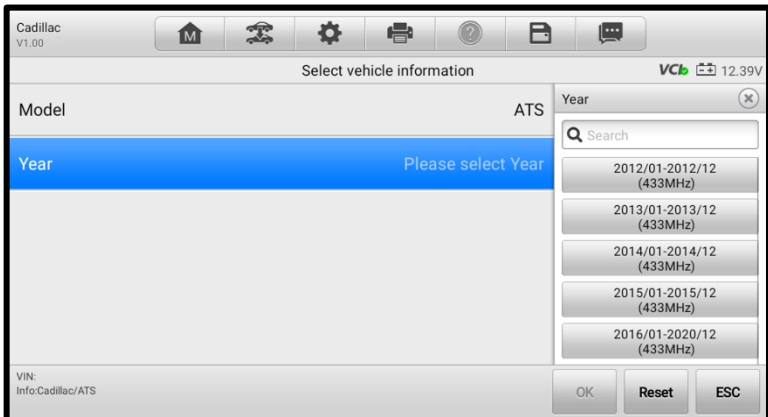 Cadillac
V1.00
M
?
Select vehicle information
VCI
12.39V
Model
ATS
Year
Please select Year
Year
Search
2012/01-2012/12
(433MHz)
2013/01-2013/12
(433MHz)
2014/01-2014/12
(433MHz)
2015/01-2015/12
(433MHz)
2016/01-2020/12
(433MHz)
VIN:
Info:Cadillac/ATS
OK
Reset
ESC